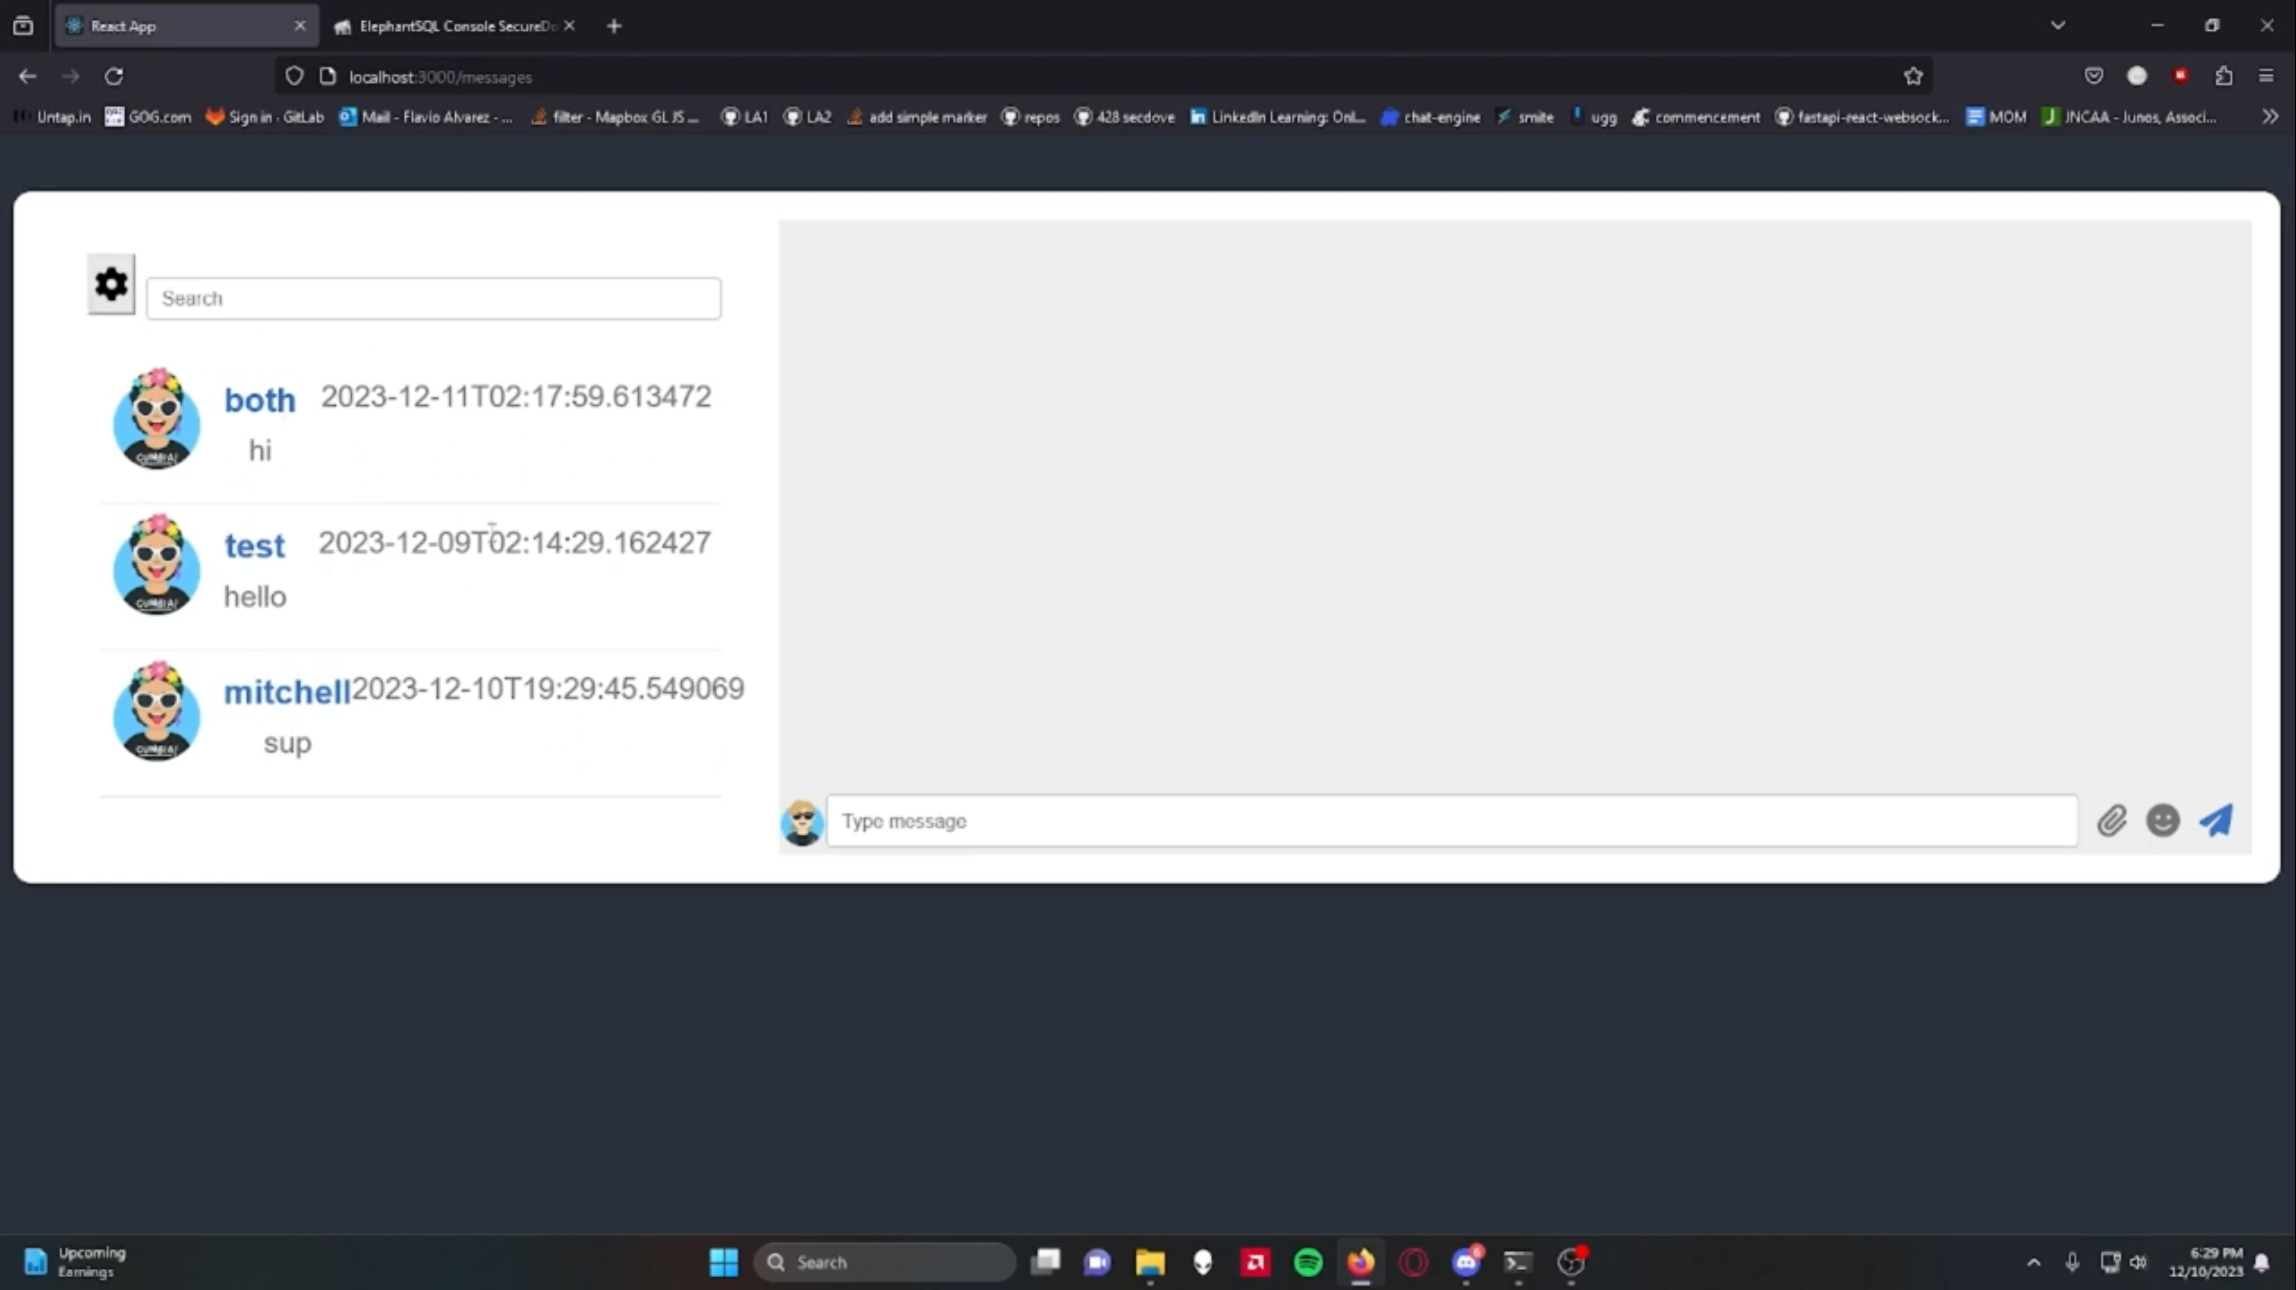 React App
ElephantSQL Console SecureDo
localhost:3000/messages
Untap.in GOG.com Sign in · GitLab Mail - Flavio Alvarez - ... filter - Mapbox GL JS ... LA1 LA2 add simple marker repos 428 secdove LinkedIn Learning: Onl... chat-engine smite ugg commencement fastapi-react-websock... MOM JNCAA - Junos, Associ...
Search
both 2023-12-11T02:17:59.613472
hi
test 2023-12-09T02:14:29.162427
hello
mitchell 2023-12-10T19:29:45.549069
sup
Type message
Upcoming
Earnings
Search
6:29 PM
12/10/2023